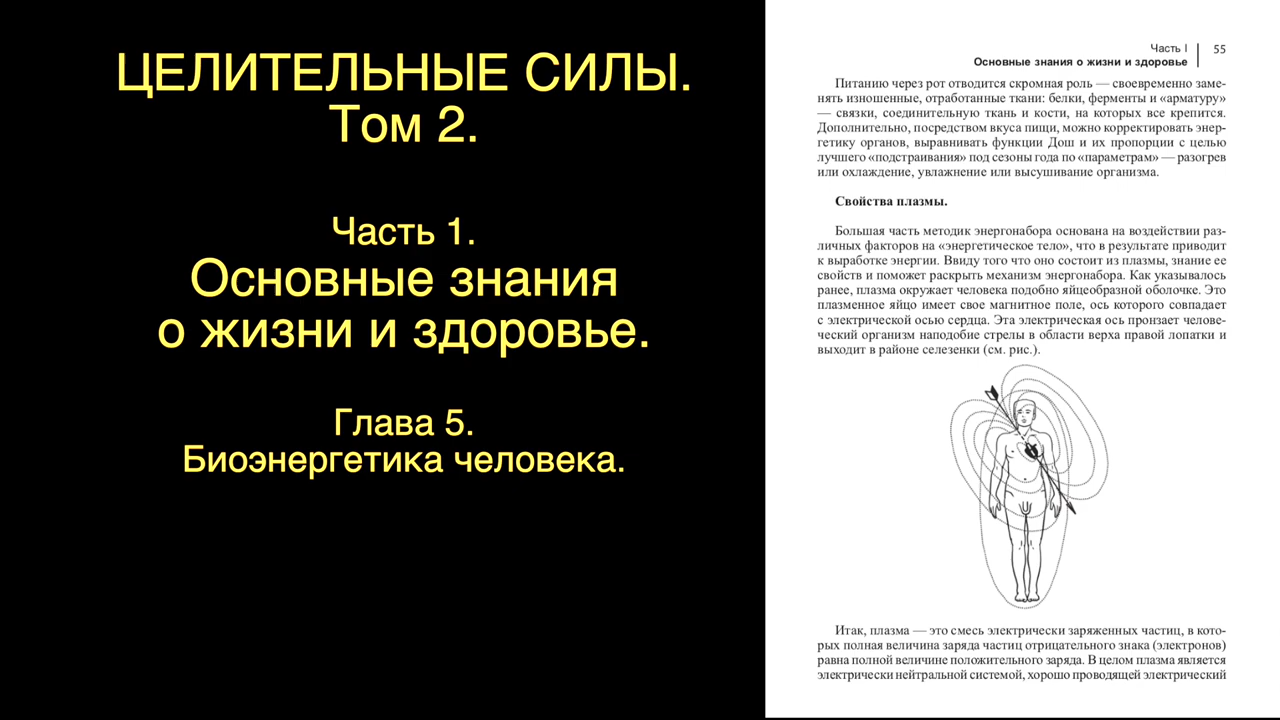 ЦЕЛИТЕЛЬНЫЕ СИЛЫ.
Том 2.
Часть 1.
Основные знания
о жизни и здоровье.
Глава 5.
Биоэнергетика человека.
Часть I
55
Основные знания о жизни и здоровье
Питанию через рот отводится скромная роль — своевременно заме-
нять изношенные, отработанные ткани: белки, ферменты и «арматуру»
— связки, соединительную ткань и кости, на которых все крепится.
Дополнительно, посредством вкуса пищи, можно корректировать энер-
гетику органов, выравнивать функции Дош и их пропорции с целью
лучшего «подстраивания» под сезоны года по «параметрам» — разогрев
или охлаждение, увлажнение или высушивание организма.
Свойства плазмы.
Большая часть методик энергонабора основана на воздействии раз-
личных факторов на «энергетическое тело», что в результате приводит
к выработке энергии. Ввиду того что оно состоит из плазмы, знание ее
свойств и поможет раскрыть механизм энергонабора. Как указывалось
ранее, плазма окружает человека подобно яйцеобразной оболочке. Это
плазменное яйцо имеет свое магнитное поле, ось которого совпадает
с электрической осью сердца. Эта электрическая ось пронзает челове-
ческий организм наподобие стрелы в области верха правой лопатки и
выходит в районе селезенки (см. рис.).
Итак, плазма — это смесь электрически заряженных частиц, в кото-
рых полная величина заряда частиц отрицательного знака (электронов)
равна полной величине положительного заряда. В целом плазма является
электрически нейтральной системой, хорошо проводящей электрический